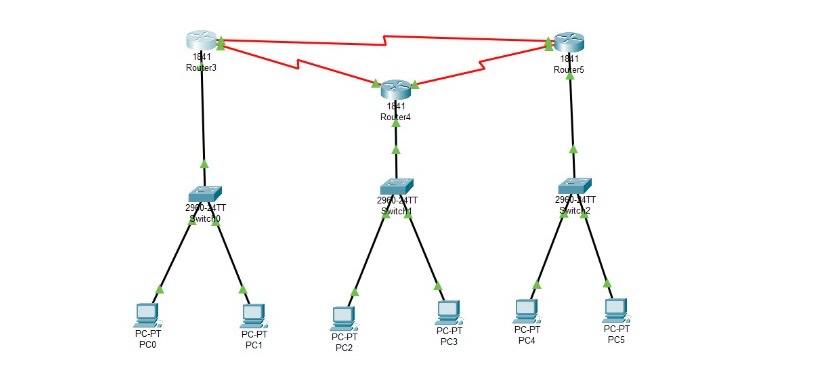 1841
Router3
1841
Router5
1841
Router4
2960-24TT
Switch0
2960-24TT
Switch1
2960-24TT
Switch2
PC-PT
PC0
PC-PT
PC1
PC-PT
PC2
PC-PT
PC3
PC-PT
PC4
PC-PT
PC5